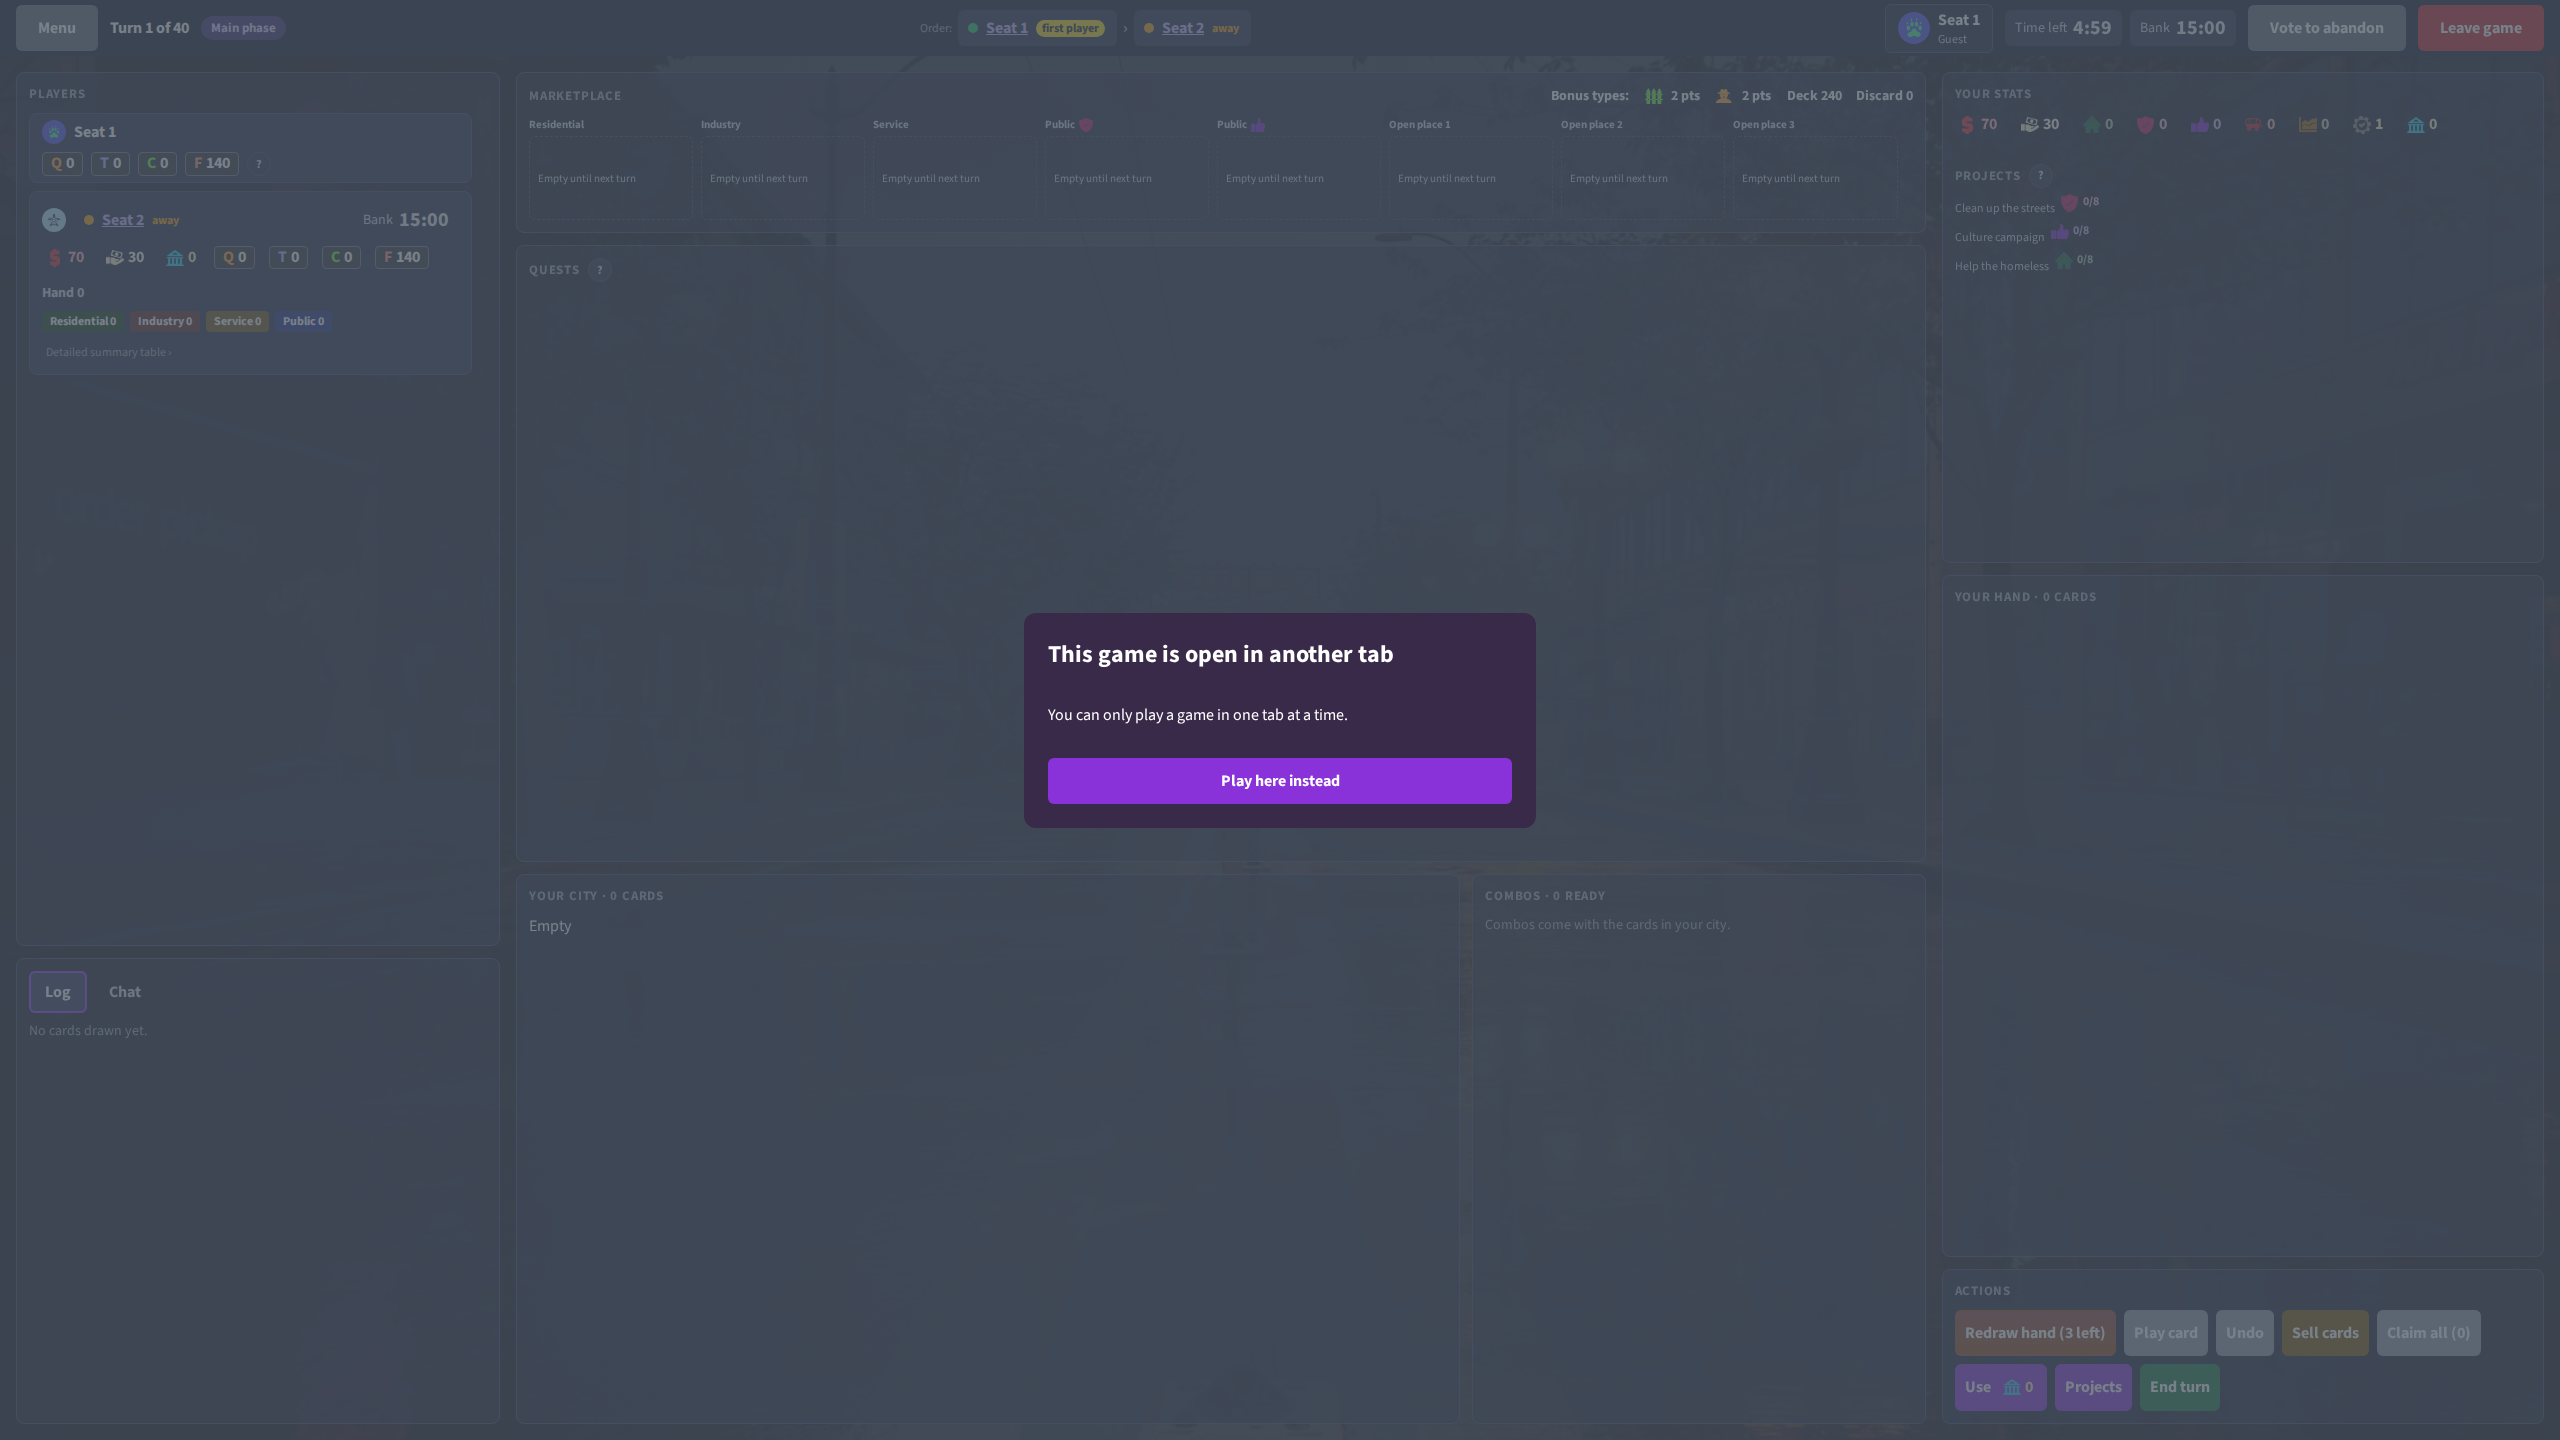 Menu
Turn 1 of 40
Main phase
Order:
Seat 1
first player
›
Seat 2
away
Seat 1
Guest
Time left 4:59
Bank 15:00
Vote to abandon
Leave game
PLAYERS
Seat 1
Q 0
T 0
C 0
F 140
?
Seat 2
away
Bank 15:00
70
30
0
Q 0
T 0
C 0
F 140
Hand 0
Residential 0
Industry 0
Service 0
Public 0
Detailed summary table ›
Log
Chat
No cards drawn yet.
MARKETPLACE
Bonus types:
2 pts
2 pts
Deck 240
Discard 0
Residential
Industry
Service
Public
Public
Open place 1
Open place 2
Open place 3
Empty until next turn
Empty until next turn
Empty until next turn
Empty until next turn
Empty until next turn
Empty until next turn
Empty until next turn
Empty until next turn
QUESTS
?
This game is open in another tab
You can only play a game in one tab at a time.
Play here instead
YOUR CITY · 0 CARDS
Empty
COMBOS · 0 READY
Combos come with the cards in your city.
YOUR STATS
70
30
0
0
0
0
0
1
0
PROJECTS
?
Clean up the streets 0/8
Culture campaign 0/8
Help the homeless 0/8
YOUR HAND · 0 CARDS
ACTIONS
Redraw hand (3 left)
Play card
Undo
Sell cards
Claim all (0)
Use 0
Projects
End turn